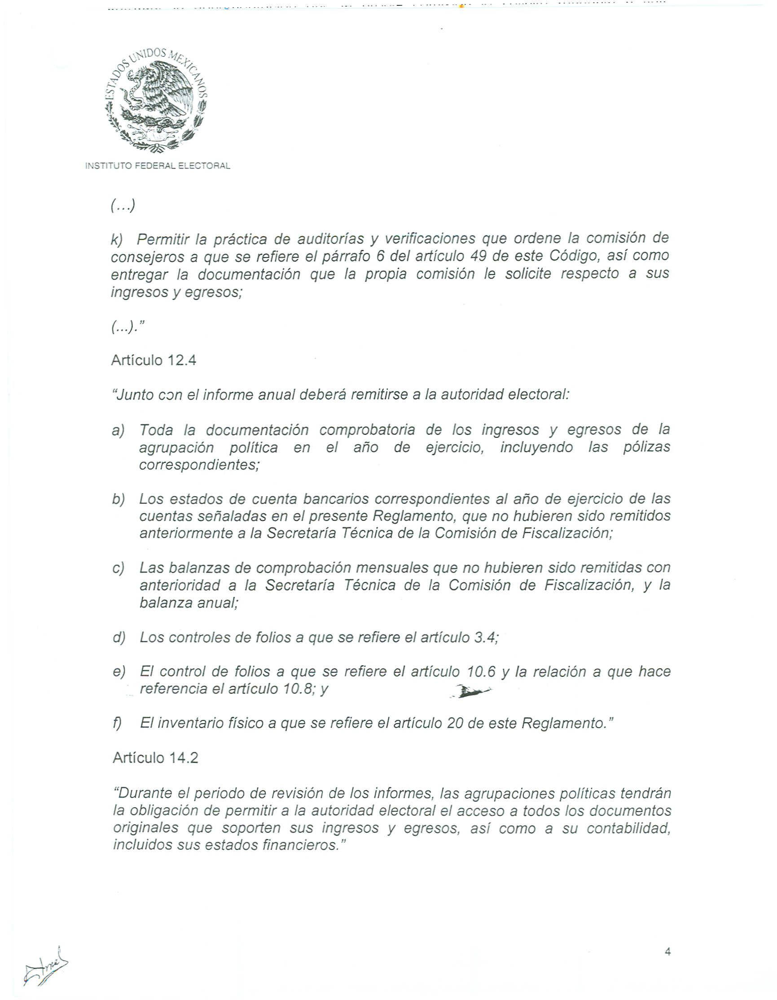 ESTADOS UNIDOS MEXICANOS
INSTITUTO FEDERAL ELECTORAL
(...)
k) Permitir la práctica de auditorías y verificaciones que ordene la comisión de
consejeros a que se refiere el párrafo 6 del artículo 49 de este Código, así como
entregar la documentación que la propia comisión le solicite respecto a sus
ingresos y egresos;
(...)."
Artículo 12.4
"Junto con el informe anual deberá remitirse a la autoridad electoral:
a) Toda la documentación comprobatoria de los ingresos y egresos de la
agrupación política en el año de ejercicio, incluyendo las pólizas
correspondientes;
b) Los estados de cuenta bancarios correspondientes al año de ejercicio de las
cuentas señaladas en el presente Reglamento, que no hubieren sido remitidos
anteriormente a la Secretaría Técnica de la Comisión de Fiscalización;
c) Las balanzas de comprobación mensuales que no hubieren sido remitidas con
anterioridad a la Secretaría Técnica de la Comisión de Fiscalización, y la
balanza anual;
d) Los controles de folios a que se refiere el artículo 3.4;
e) El control de folios a que se refiere el artículo 10.6 y la relación a que hace
referencia el artículo 10.8; y
f) El inventario físico a que se refiere el artículo 20 de este Reglamento."
Artículo 14.2
"Durante el periodo de revisión de los informes, las agrupaciones políticas tendrán
la obligación de permitir a la autoridad electoral el acceso a todos los documentos
originales que soporten sus ingresos y egresos, así como a su contabilidad,
incluidos sus estados financieros."
4